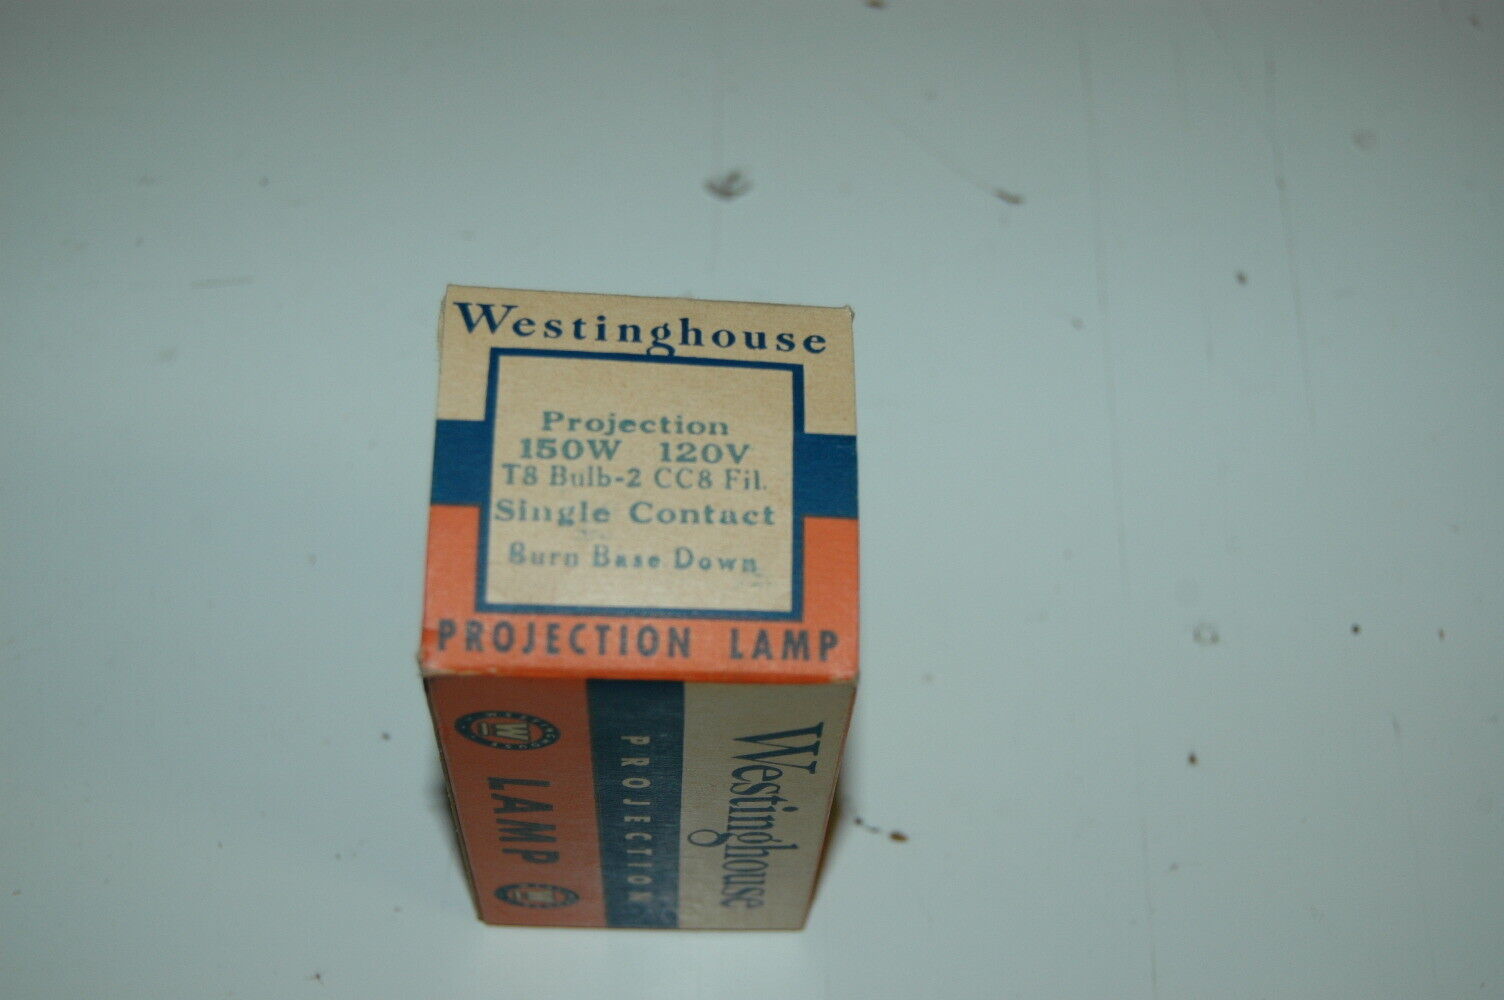 Westinghouse
Projection
150W 120V
T8 Bulb-2 CC8 Fil.
Single Contact
Burn Base Down
PROJECTION LAMP
Westinghouse
PROJECTION
W
LAMP